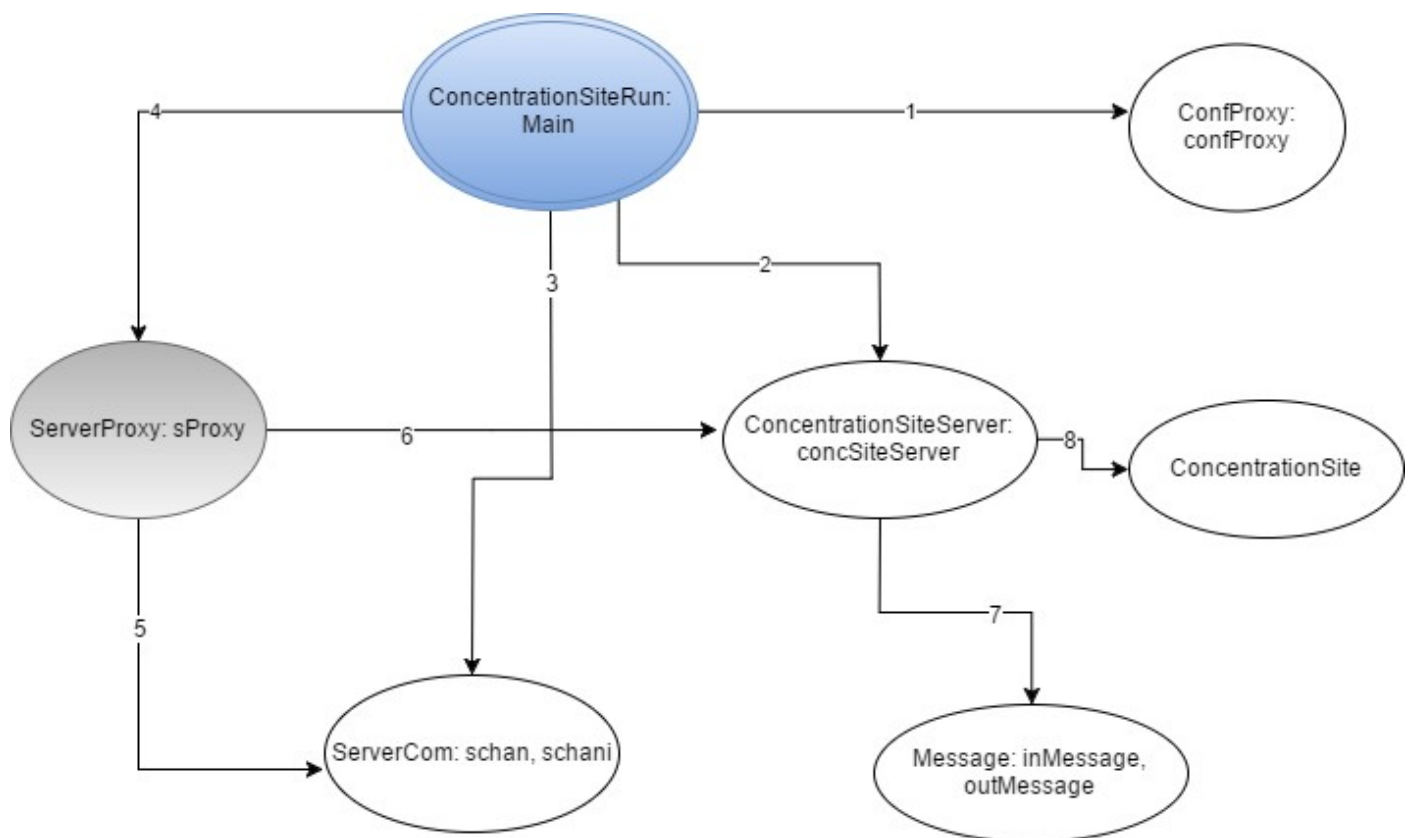 ConcentrationSiteRun:
Main
4
1
ConfProxy:
confProxy
3
2
ServerProxy: sProxy
6
ConcentrationSiteServer:
concSiteServer
8
ConcentrationSite
5
7
ServerCom: schan, schani
Message: inMessage,
outMessage